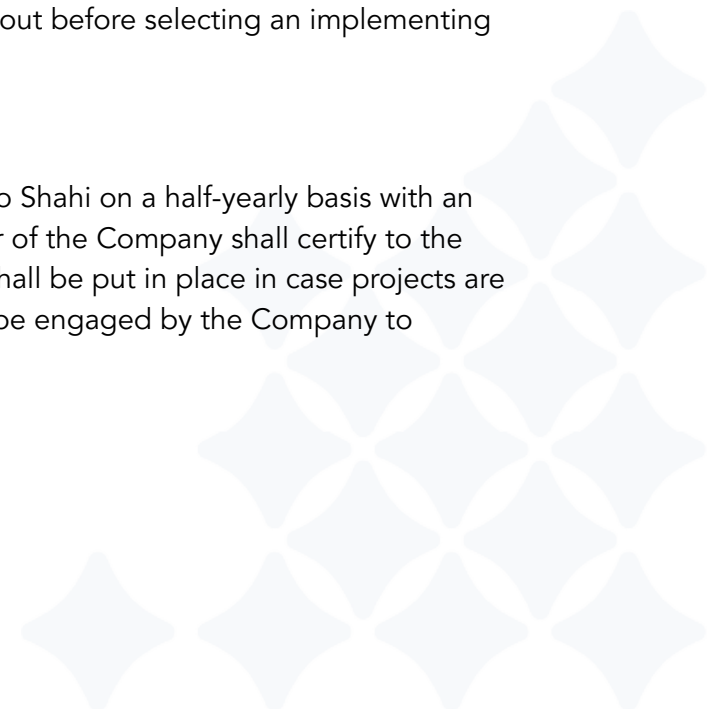 out before selecting an implementing
o Shahi on a half-yearly basis with an
r of the Company shall certify to the
hall be put in place in case projects are
be engaged by the Company to